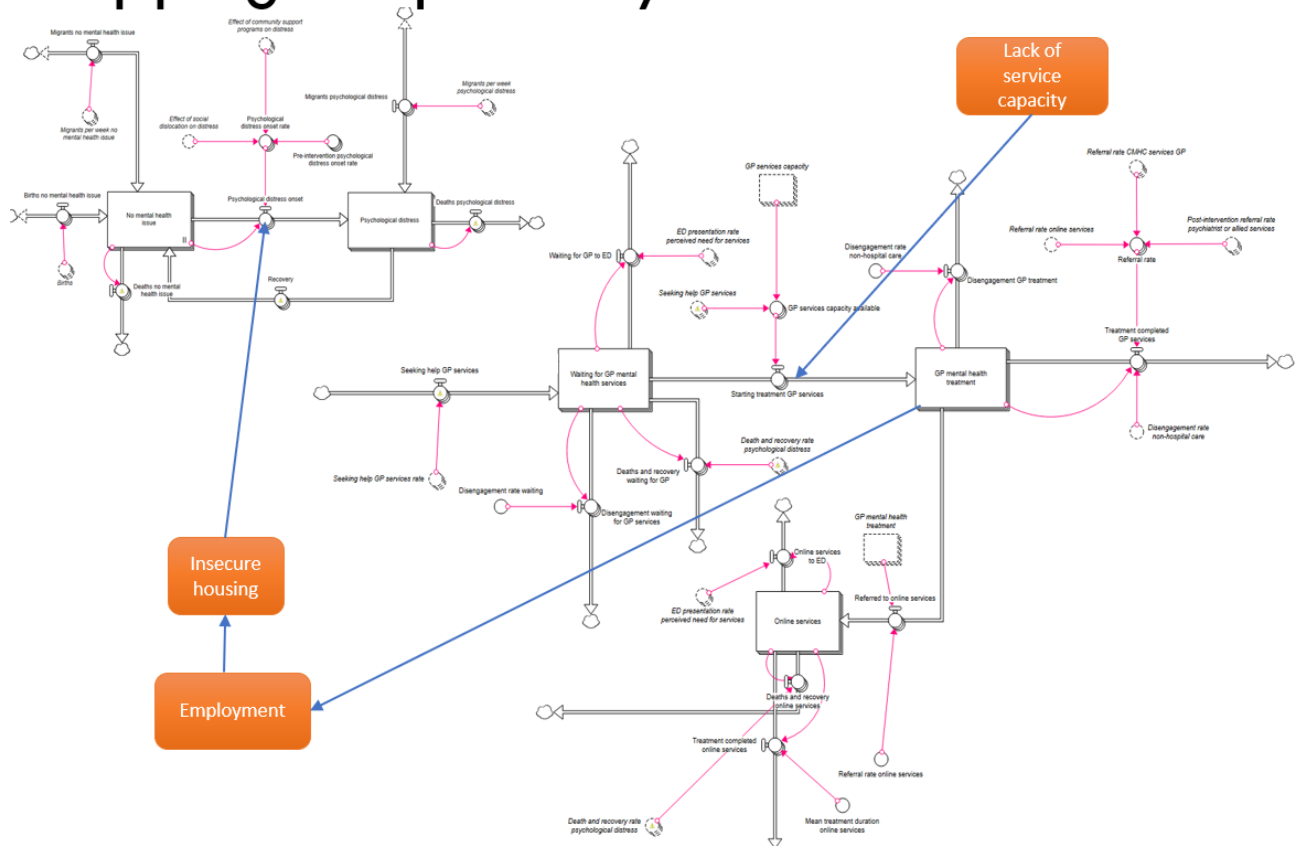 Migrants no mental health issue
Effect of community support
programs on distress
Migrants per week
psychological distress
Migrants psychological distress
Migrants per week no
mental health issue
Effect of social
dislocation on distress
Psychological
distress onset rate
Pre-intervention psychological
distress onset rate
Births no mental health issue
No mental health
issue
Psychological distress onset
Psychological distress
Deaths psychological distress
Births
Deaths no mental
health issue
Recovery
Lack of
service
capacity
GP services capacity
Referral rate CMHC services GP
Waiting for GP to ED
ED presentation rate
perceived need for services
Disengagement rate
non-hospital care
Disengagement GP treatment
Referral rate online services
Post-intervention referral rate
psychiatrist or allied services
Referral rate
Seeking help GP services
GP services capacity available
Treatment completed
GP services
Seeking help GP services
Waiting for GP mental
health services
Starting treatment GP services
GP mental health
treatment
Disengagement rate
non-hospital care
Seeking help GP services rate
Disengagement rate waiting
Disengagement waiting
for GP services
Deaths and recovery
waiting for GP
Death and recovery rate
psychological distress
GP mental health
treatment
Online services
to ED
ED presentation rate
perceived need for services
Referred to online services
Online services
Deaths and recovery
online services
Treatment completed
online services
Referral rate online services
Death and recovery rate
psychological distress
Mean treatment duration
online services
Insecure
housing
Employment